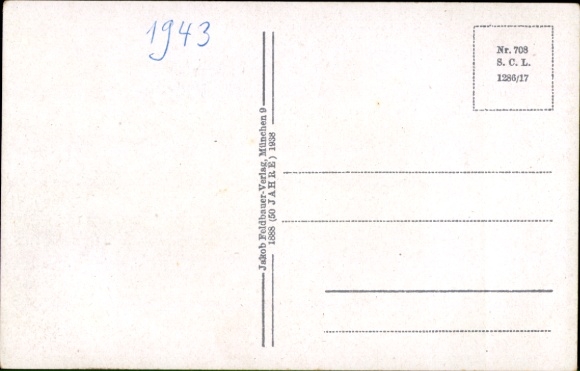 1943
Nr. 708
S. C. L.
1286/17
Jakob Feldbauer-Verlag, München 9
1888 (50 JAHRE) 1938